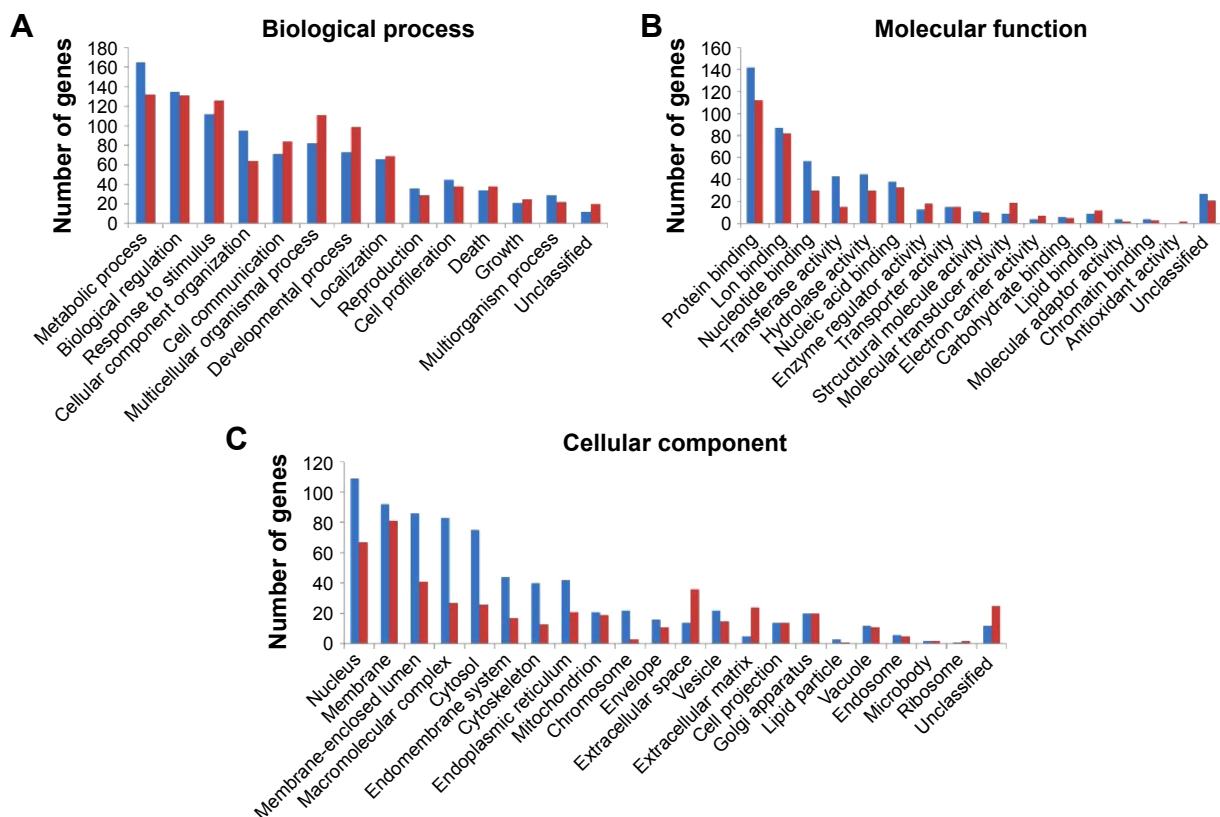 A
Biological process
Number of genes
180
160
140
120
100
80
60
40
20
0
Metabolic process
Biological regulation
Response to stimulus
Cellular component organization
Cell communication
Multicellular organismal process
Developmental process
Localization
Reproduction
Cell profileration
Death
Growth
Multiorganism process
Unclassified
B
Molecular function
Number of genes
160
140
120
100
80
60
40
20
0
Protein binding
Lon binding
Nucleotide binding
Transferase activity
Hydrolase activity
Nucleic acid binding
Enzyme regulator activity
Transporter activity
Strcuctural molecule activity
Molecular transducer activity
Electron carrier activity
Carbohydrate binding
Lipid binding
Molecular adaptor activity
Chromatin binding
Antioxidant activity
Unclassified
C
Cellular component
Number of genes
120
100
80
60
40
20
0
Nucleus
Membrane
Membrane-enclosed lumen
Macromolecular complex
Cytosol
Endomembrane system
Cytoskeleton
Endoplasmic reticulum
Mitochondrion
Chromosome
Envelope
Extracellular space
Vesicle
Extracellular matrix
Cell projection
Golgi apparatus
Lipid particle
Vacuole
Endosome
Microbody
Ribosome
Unclassified